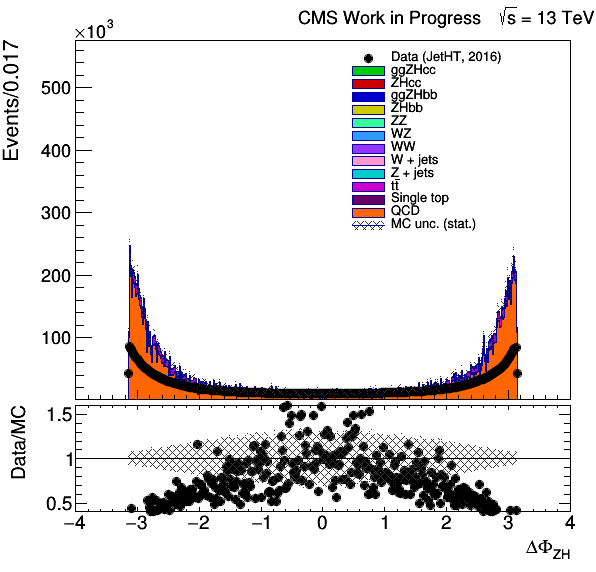 CMS Work in Progress √s = 13 TeV
×10³
Events/0.017
500
400
300
200
100
Data (JetHT, 2016)
ggZHcc
ZHcc
ggZHbb
ZHbb
ZZ
WZ
WW
W + jets
Z + jets
tt̄
Single top
QCD
MC unc. (stat.)
Data/MC
1.5
1
0.5
−4 −3 −2 −1 0 1 2 3 4
ΔΦ_ZH